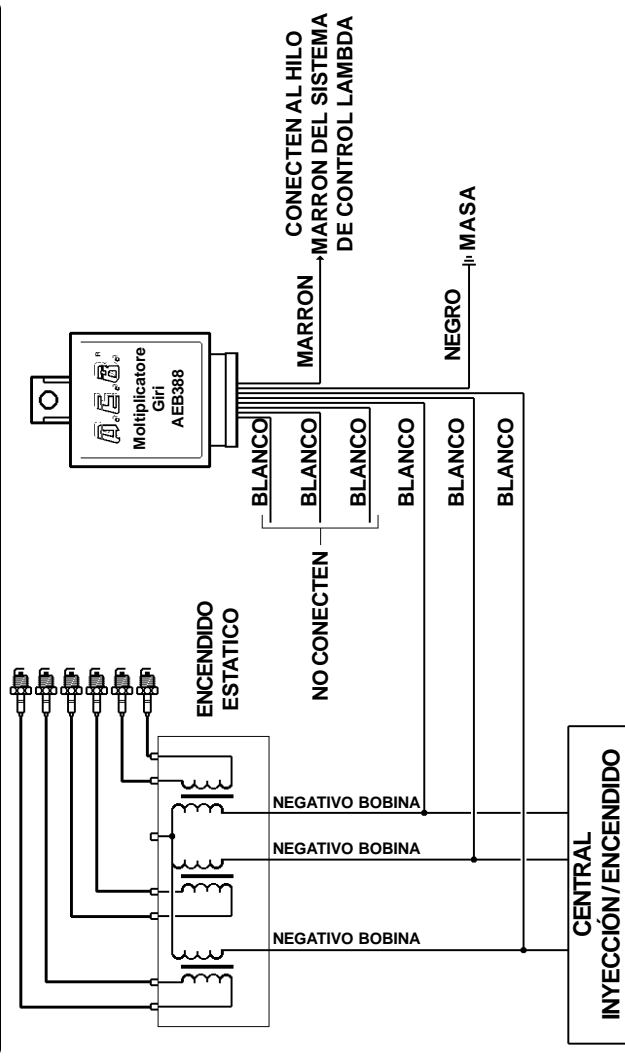 A.E.B.®
Moltiplicatore
Giri
AEB388
CONECTEN AL HILO
MARRON DEL SISTEMA
DE CONTROL LAMBDA
MARRON
NEGRO
MASA
BLANCO
BLANCO
BLANCO
BLANCO
BLANCO
BLANCO
NO CONECTEN
ENCENDIDO
ESTATICO
NEGATIVO BOBINA
NEGATIVO BOBINA
NEGATIVO BOBINA
CENTRAL
INYECCIÓN/ENCENDIDO